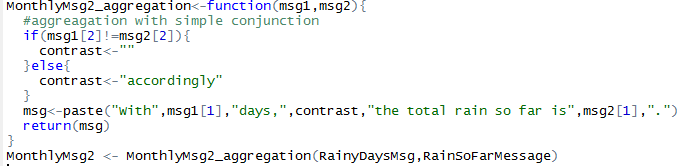 MonthlyMsg2_aggregation<-function(msg1,msg2){
  #aggreagation with simple conjunction
  if(msg1[2]!=msg2[2]){
    contrast<-""
  }else{
    contrast<-"accordingly"
  }
  msg<-paste("with",msg1[1],"days,",contrast,"the total rain so far is",msg2[1],".")
  return(msg)
}
MonthlyMsg2 <- MonthlyMsg2_aggregation(RainyDaysMsg,RainSoFarMessage)